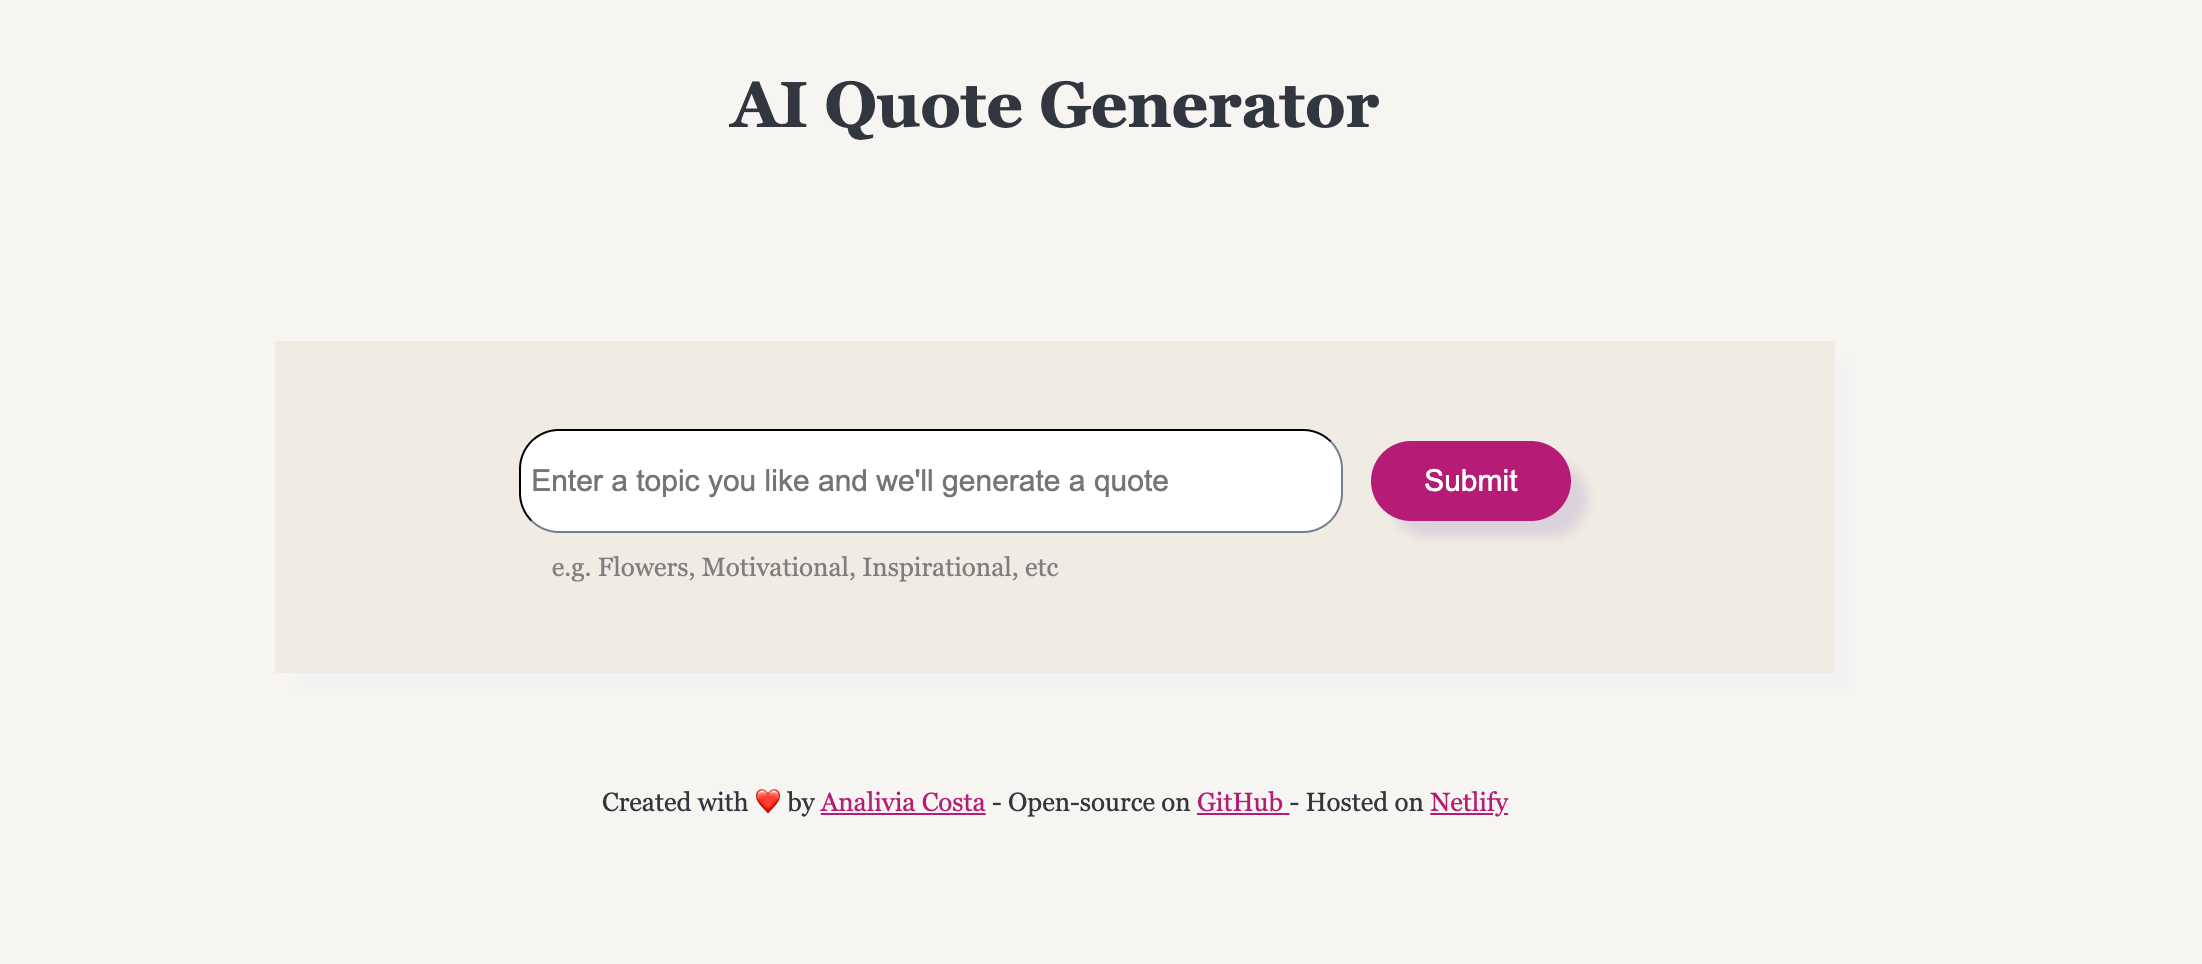 AI Quote Generator
Enter a topic you like and we'll generate a quote
Submit
e.g. Flowers, Motivational, Inspirational, etc
Created with ❤️ by Analivia Costa - Open-source on GitHub - Hosted on Netlify